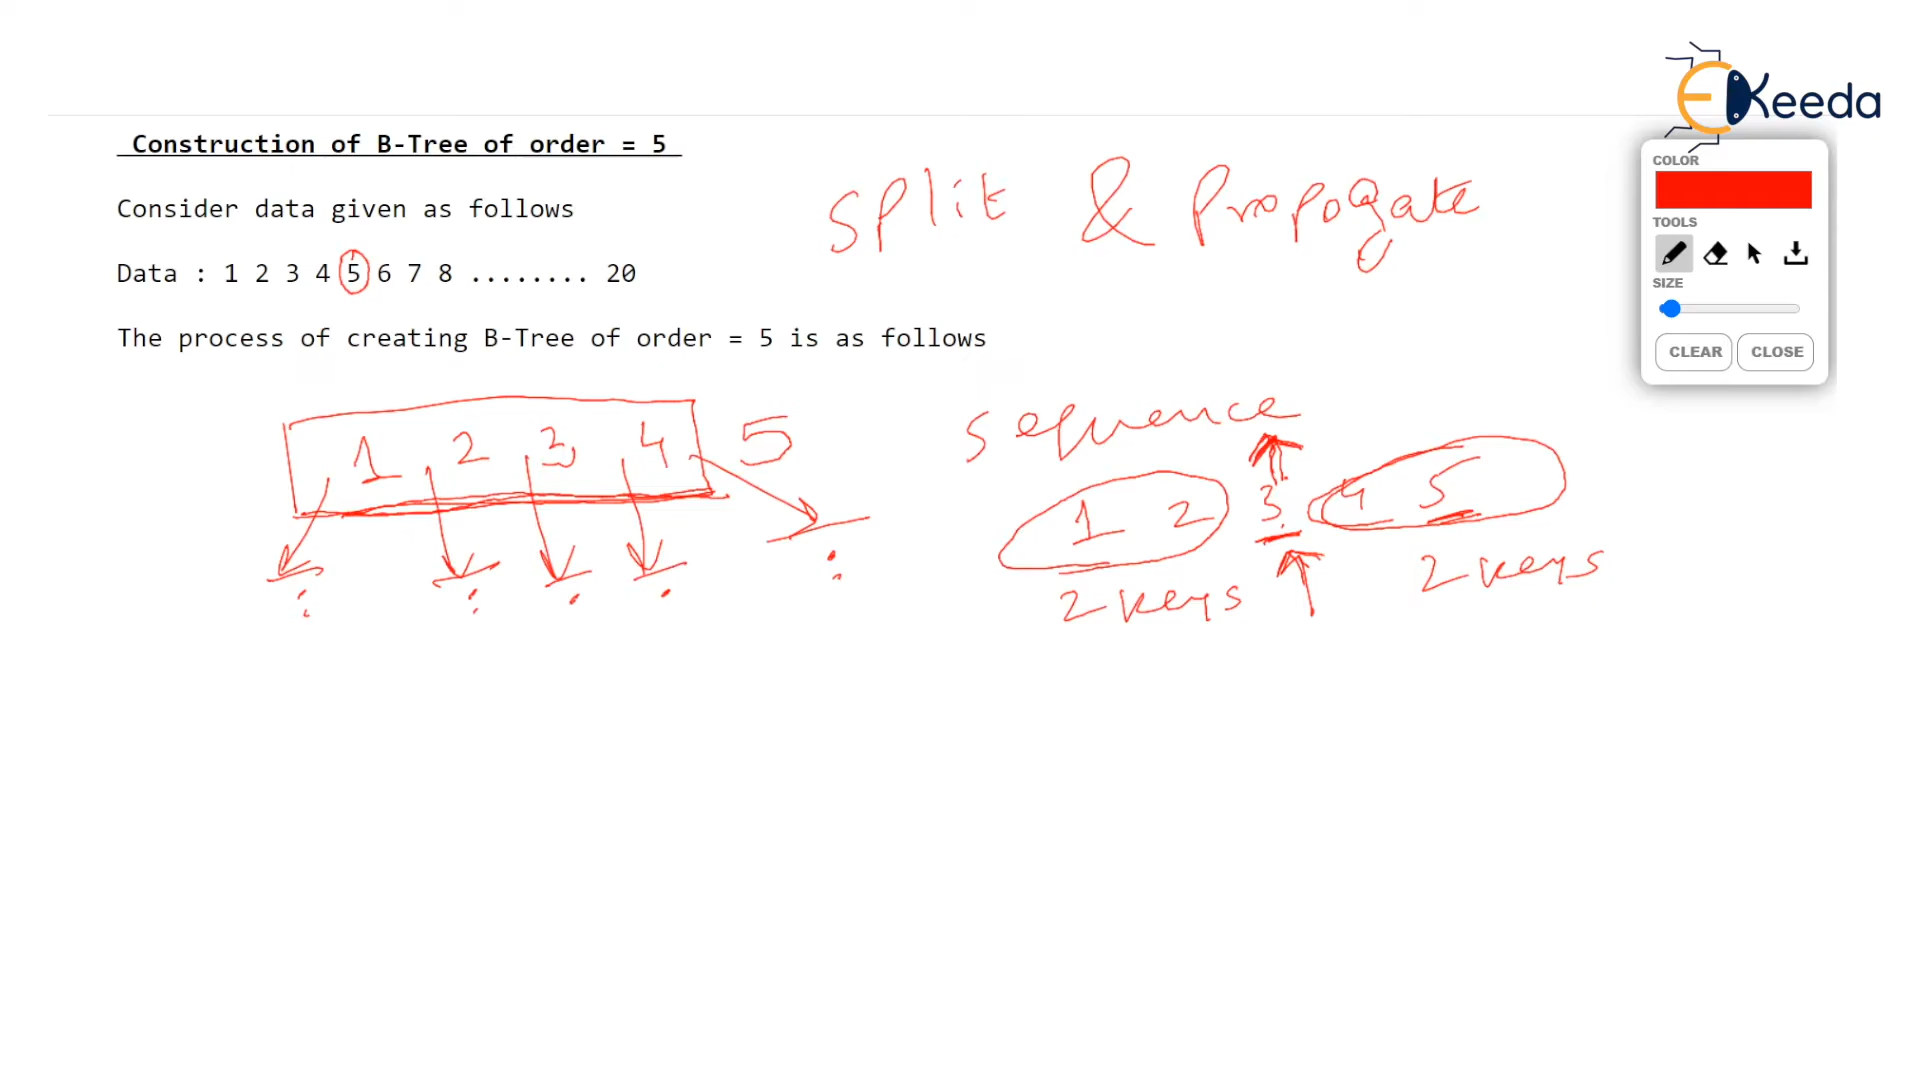 EKeeda
Construction of B-Tree of order = 5
Consider data given as follows
Data : 1 2 3 4 5 6 7 8 ........ 20
The process of creating B-Tree of order = 5 is as follows
split & Propogate
1 2 3 4 5
sequence
1 2 3 4 5
2 keys
2 keys
COLOR
TOOLS
SIZE
CLEAR CLOSE